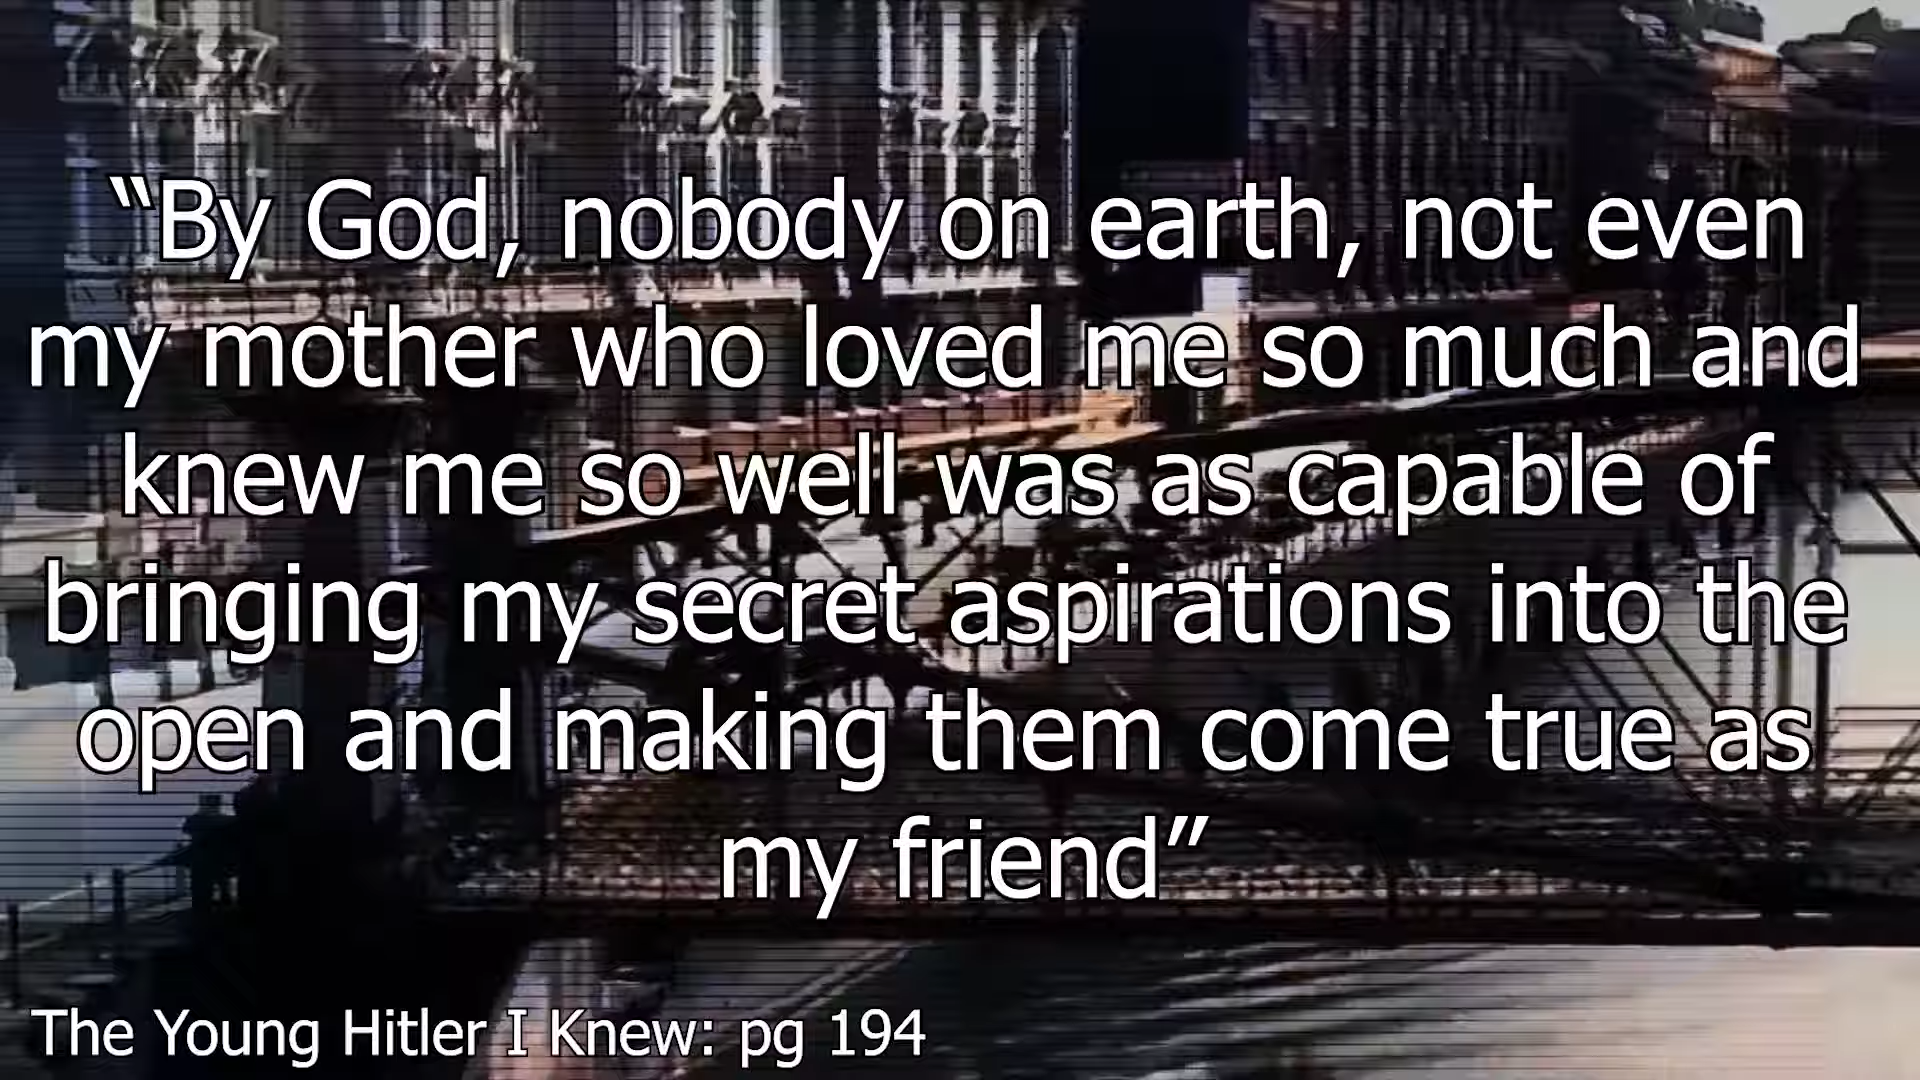 “By God, nobody on earth, not even
my mother who loved me so much and
knew me so well was as capable of
bringing my secret aspirations into the
open and making them come true as
my friend”
The Young Hitler I Knew: pg 194